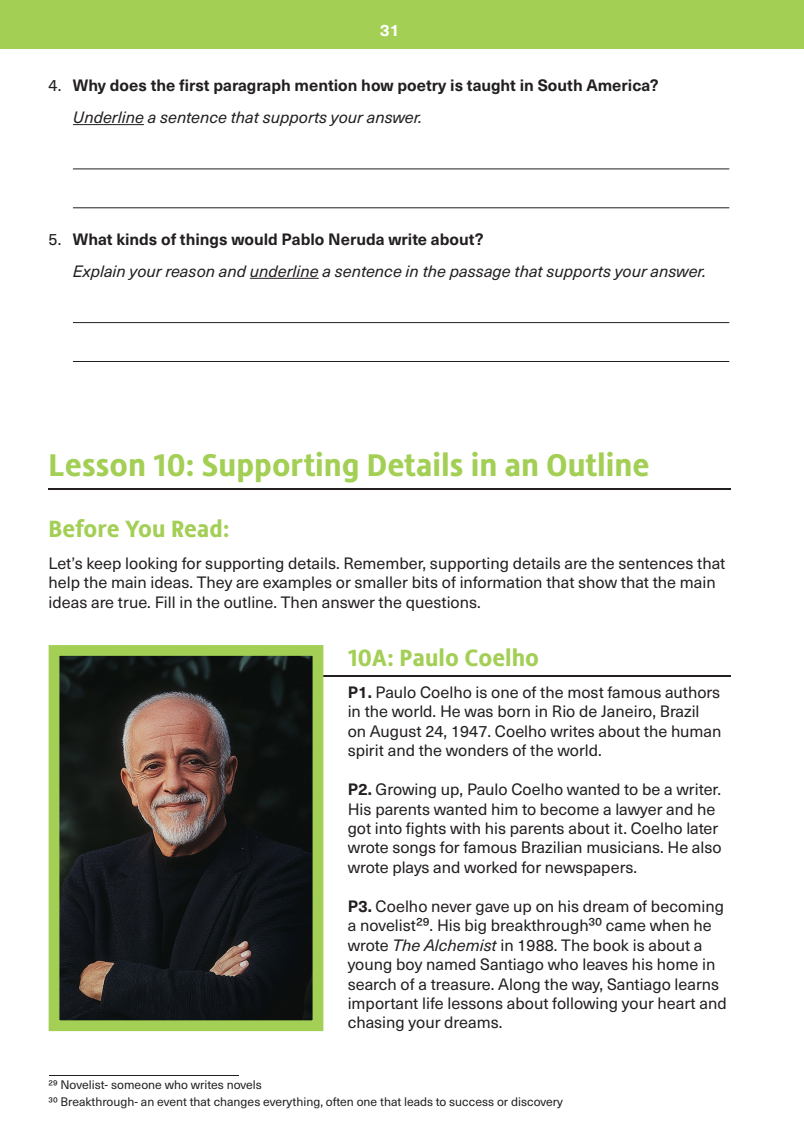 31
4. Why does the first paragraph mention how poetry is taught in South America?
Underline a sentence that supports your answer.
5. What kinds of things would Pablo Neruda write about?
Explain your reason and underline a sentence in the passage that supports your answer.
Lesson 10: Supporting Details in an Outline
Before You Read:
Let’s keep looking for supporting details. Remember, supporting details are the sentences that
help the main ideas. They are examples or smaller bits of information that show that the main
ideas are true. Fill in the outline. Then answer the questions.
10A: Paulo Coelho
P1. Paulo Coelho is one of the most famous authors
in the world. He was born in Rio de Janeiro, Brazil
on August 24, 1947. Coelho writes about the human
spirit and the wonders of the world.
P2. Growing up, Paulo Coelho wanted to be a writer.
His parents wanted him to become a lawyer and he
got into fights with his parents about it. Coelho later
wrote songs for famous Brazilian musicians. He also
wrote plays and worked for newspapers.
P3. Coelho never gave up on his dream of becoming
a novelist29. His big breakthrough30 came when he
wrote The Alchemist in 1988. The book is about a
young boy named Santiago who leaves his home in
search of a treasure. Along the way, Santiago learns
important life lessons about following your heart and
chasing your dreams.
29 Novelist- someone who writes novels
30 Breakthrough- an event that changes everything, often one that leads to success or discovery